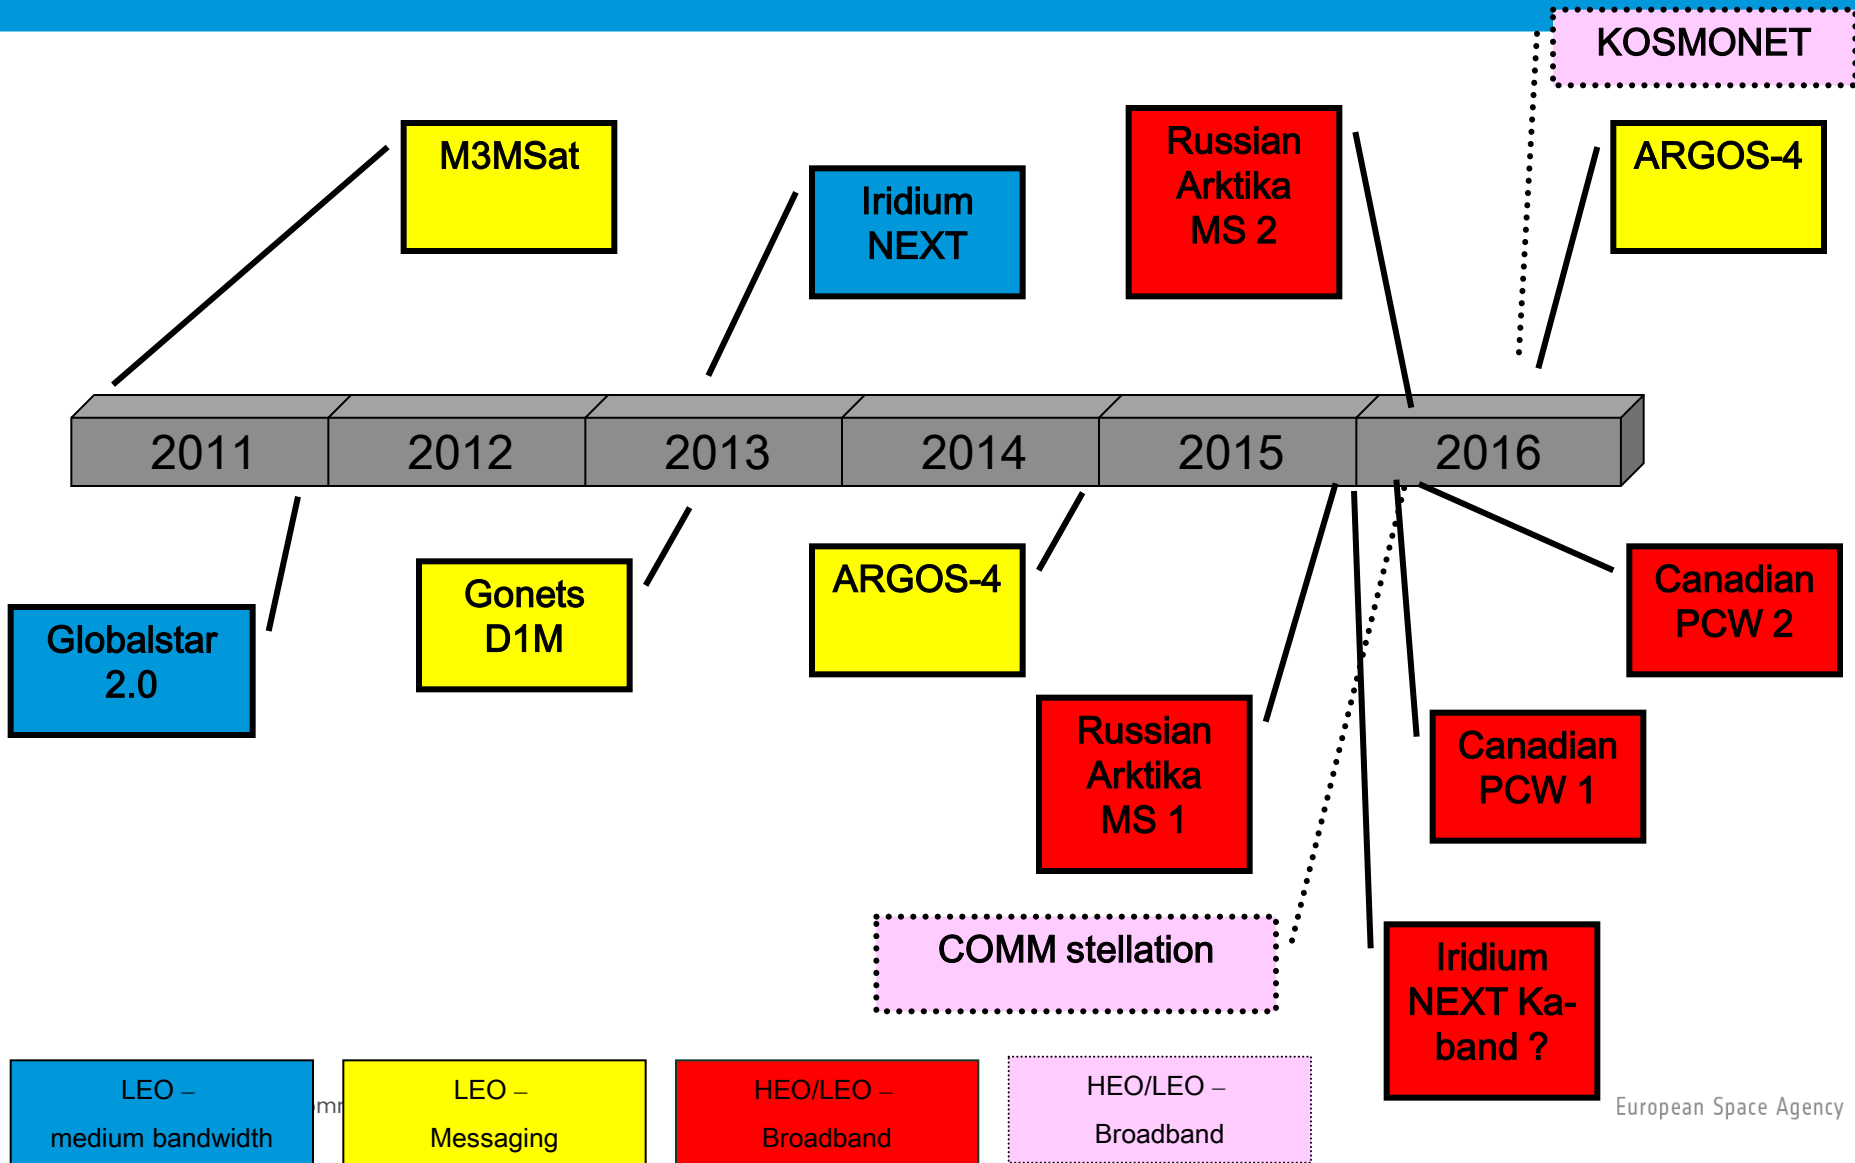 KOSMONET
M3MSat
Iridium
NEXT
Russian
Arktika
MS 2
ARGOS-4
2011
2012
2013
2014
2015
2016
Globalstar
2.0
Gonets
D1M
ARGOS-4
Russian
Arktika
MS 1
Canadian
PCW 2
Canadian
PCW 1
COMM stellation
Iridium
NEXT Ka-
band ?
LEO –
medium bandwidth
LEO –
Messaging
HEO/LEO –
Broadband
HEO/LEO –
Broadband
European Space Agency